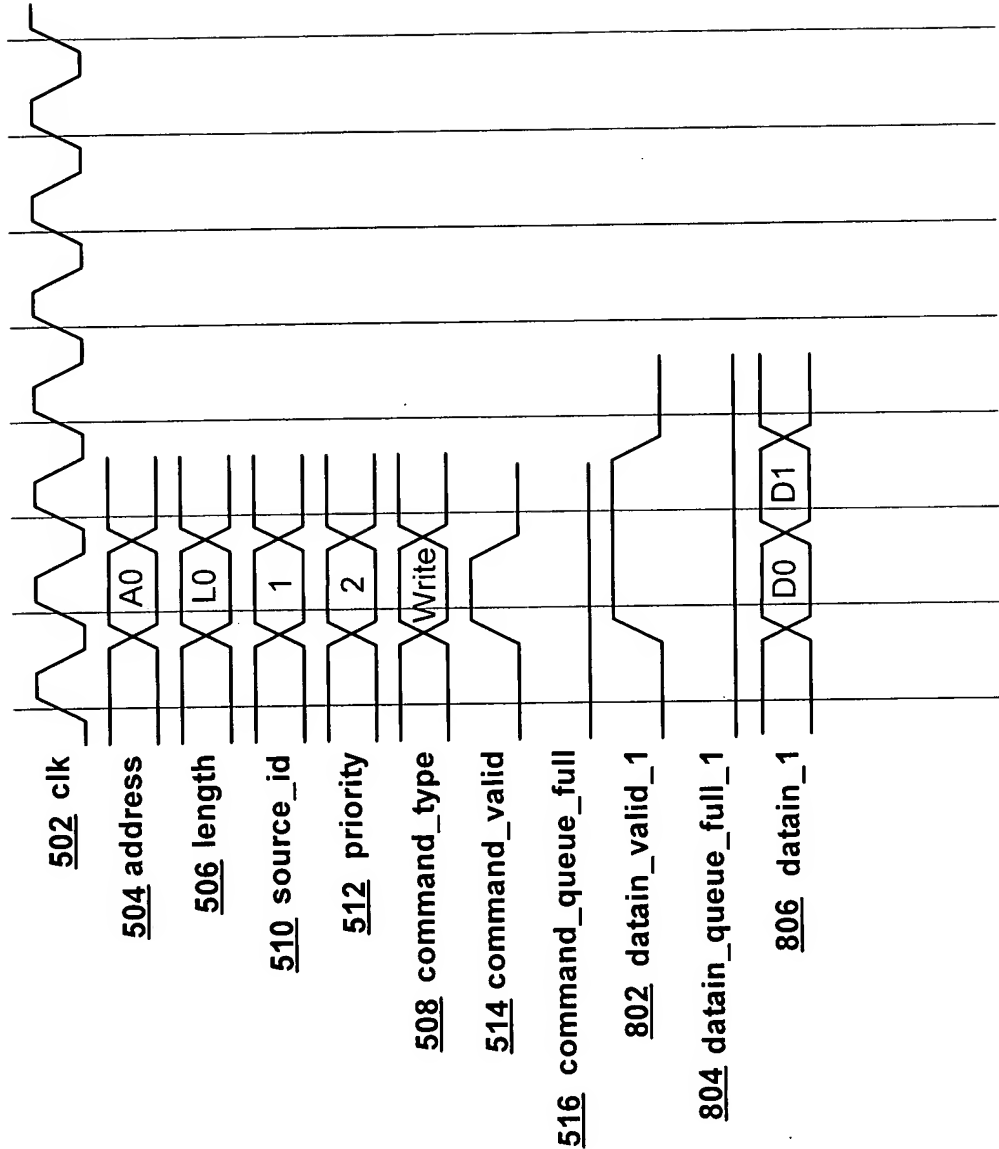 502 clk
504 address A0
506 length L0
510 source_id 1
512 priority 2
508 command_type Write
514 command_valid
516 command_queue_full
802 datain_valid_1
804 datain_queue_full_1
806 datain_1 D0 D1